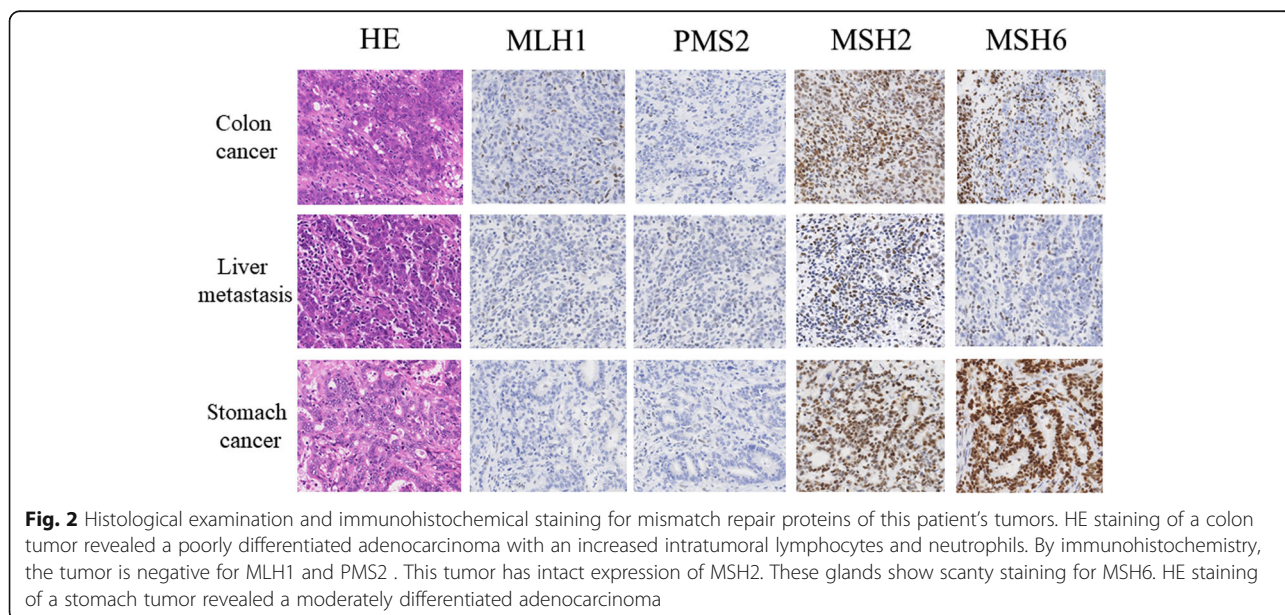 HE MLH1 PMS2 MSH2 MSH6
Colon
cancer
Liver
metastasis
Stomach
cancer
Fig. 2 Histological examination and immunohistochemical staining for mismatch repair proteins of this patient's tumors. HE staining of a colon
tumor revealed a poorly differentiated adenocarcinoma with an increased intratumoral lymphocytes and neutrophils. By immunohistochemistry,
the tumor is negative for MLH1 and PMS2 . This tumor has intact expression of MSH2. These glands show scanty staining for MSH6. HE staining
of a stomach tumor revealed a moderately differentiated adenocarcinoma